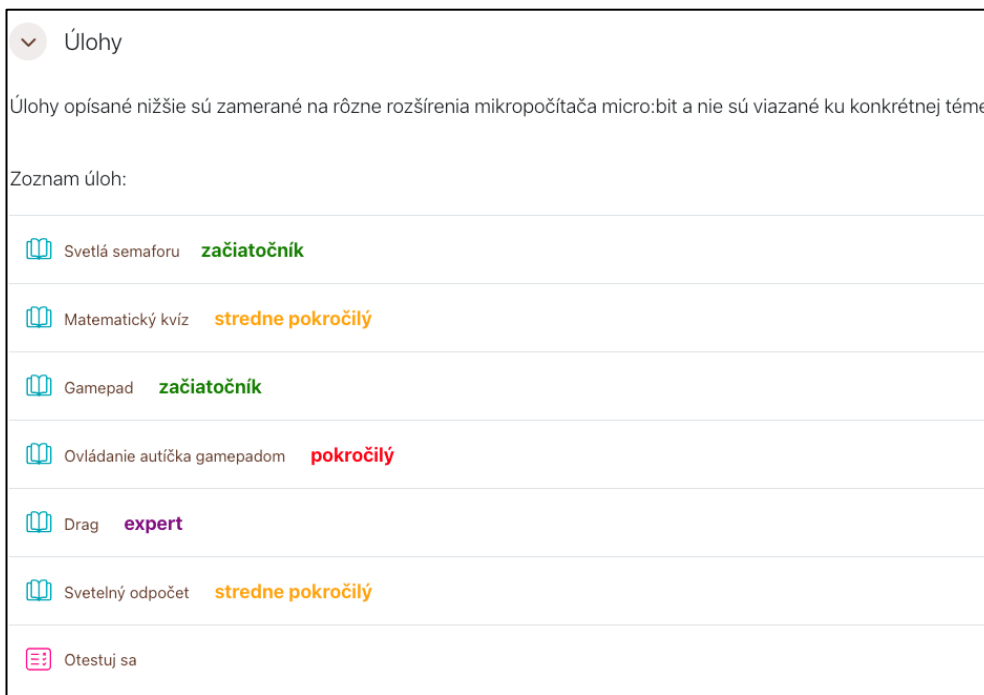 Úlohy
Úlohy opísané nižšie sú zamerané na rôzne rozšírenia mikropočítača micro:bit a nie sú viazané ku konkrétnej téme
Zoznam úloh:
Svetlá semaforu začiatočník
Matematický kvíz stredne pokročilý
Gamepad začiatočník
Ovládanie autíčka gamepadom pokročilý
Drag expert
Svetelný odpočet stredne pokročilý
Otestuj sa